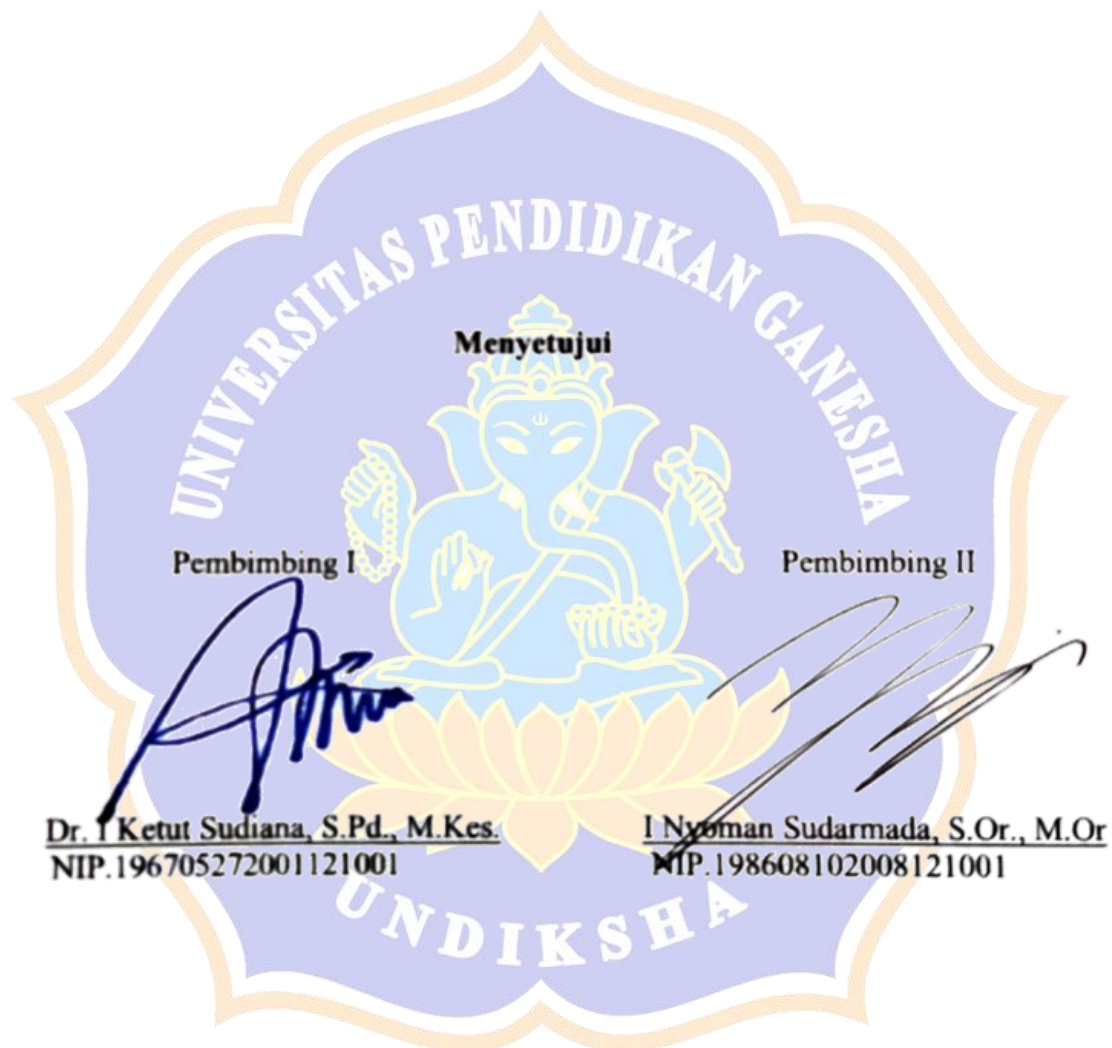 UNIVERSITAS PENDIDIKAN GANESHA
Menyetujui
Pembimbing I
Pembimbing II
Dr. I Ketut Sudiana, S.Pd., M.Kes.
I Nyoman Sudarmada, S.Or., M.Or
NIP.196705272001121001
NIP.198608102008121001
UNDIKSHA